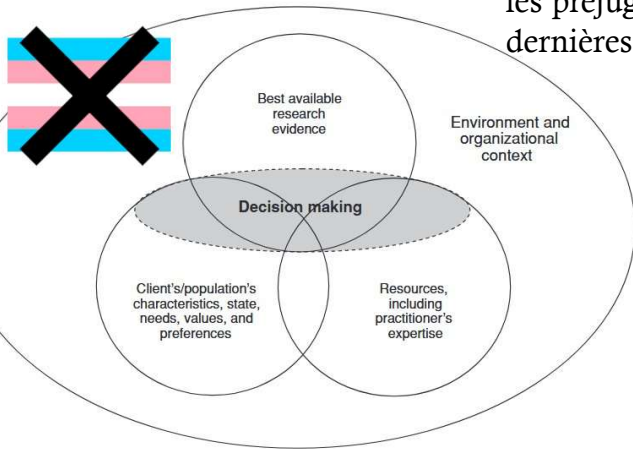 les préjug
dernières
Best available
research
evidence
Environment and
organizational
context
Decision making
Client's/population's
characteristics, state,
needs, values, and
preferences
Resources,
including
practitioner's
expertise